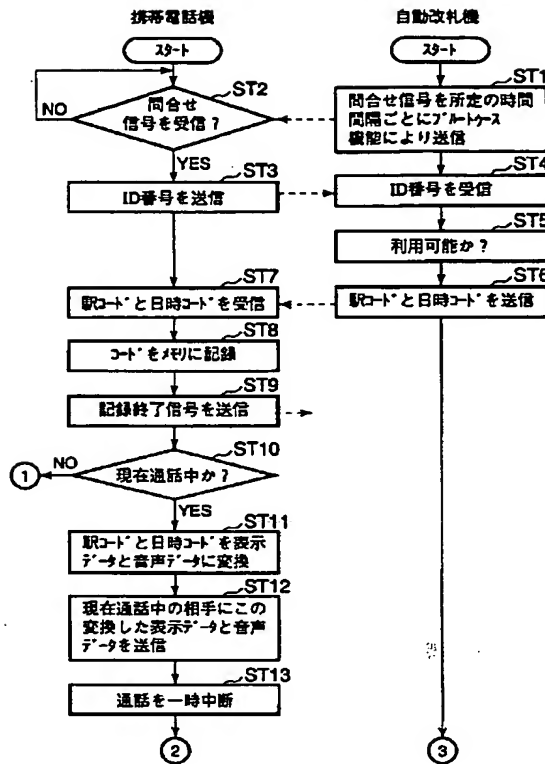 携帯電話機
自動改札機
スタート
スタート
ST1
ST2
問合せ
信号を受信？
NO
YES
問合せ信号を所定の時間
間隔ごとにブルートゥース
機能により送信
ST3
ID番号を送信
ST4
ID番号を受信
ST5
利用可能か？
ST6
駅コードと日時コードを送信
ST7
駅コードと日時コードを受信
ST8
コードをメモリに記録
ST9
記録終了信号を送信
ST10
現在通話中か？
NO
①
YES
ST11
駅コードと日時コードを表示
データと音声データに変換
ST12
現在通話中の相手にこの
変換した表示データと音声
データを送信
ST13
通話を一時中断
②
③